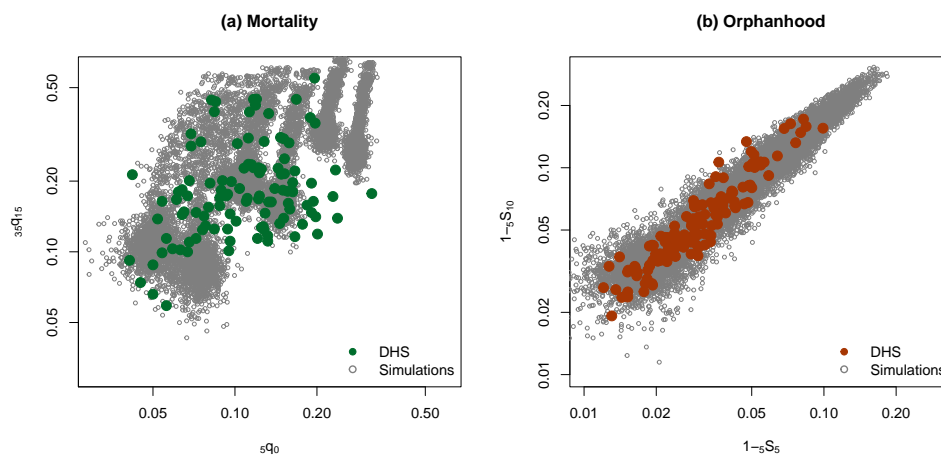 (a) Mortality
₃₅q₁₅
0.50
0.20
0.10
0.05
0.05 0.10 0.20 0.50
₅q₀
DHS
Simulations
(b) Orphanhood
1−₅S₁₀
0.20
0.10
0.05
0.02
0.01
0.01 0.02 0.05 0.10 0.20
1−₅S₅
DHS
Simulations